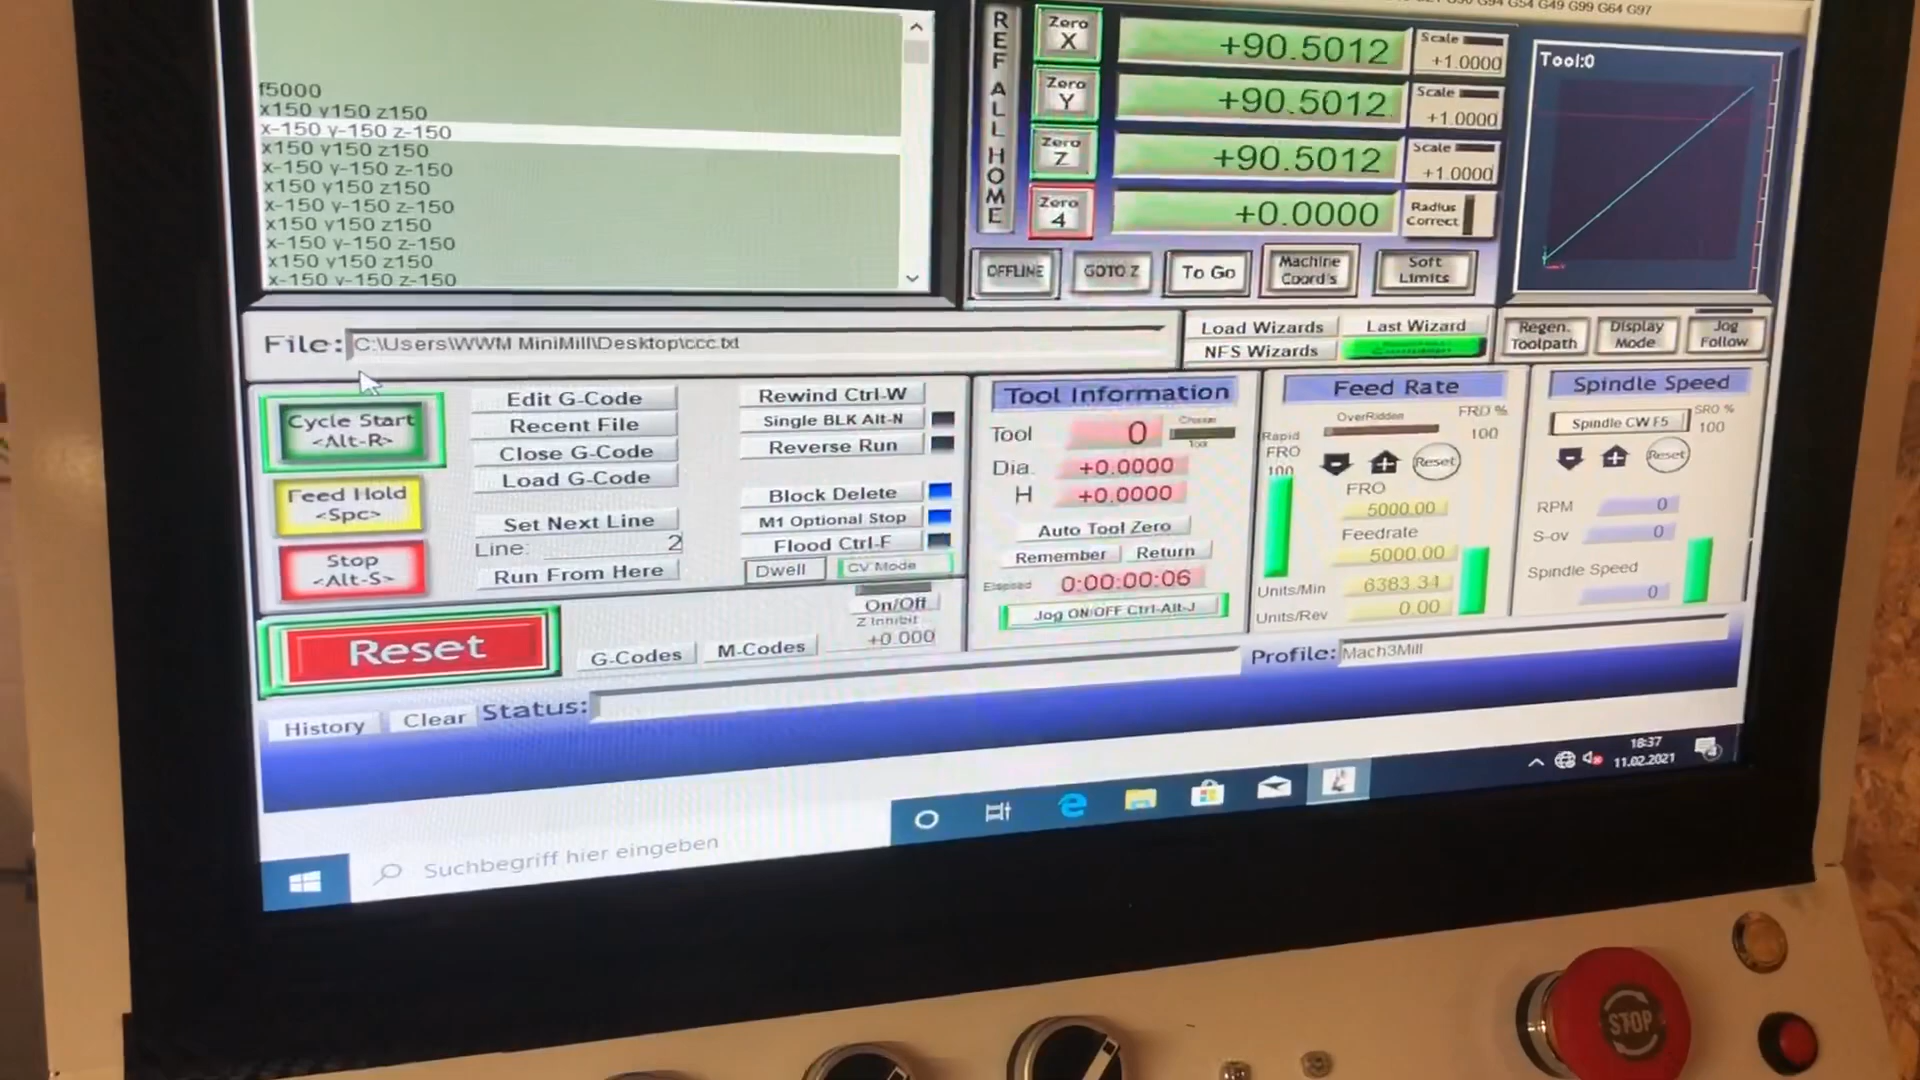 G90 G94 G54 G49 G99 G64 G97
f5000
x150 y150 z150
x-150 y-150 z-150
x150 y150 z150
x-150 y-150 z-150
x150 y150 z150
x-150 y-150 z-150
x150 y150 z150
x-150 y-150 z-150
x150 y150 z150
x-150 y-150 z-150
REF ALL HOME
Zero X
+90.5012
Scale
+1.0000
Zero Y
+90.5012
Scale
+1.0000
Zero Z
+90.5012
Scale
+1.0000
Zero 4
+0.0000
Radius
Correct
OFFLINE
GOTO Z
To Go
Machine
Coord's
Soft
Limits
Tool:0
File: C:\Users\WWM MiniMill\Desktop\ccc.txt
Load Wizards
Last Wizard
NFS Wizards
Regen.
Toolpath
Display
Mode
Jog
Follow
Cycle Start
<Alt-R>
Feed Hold
<Spc>
Stop
<Alt-S>
Edit G-Code
Recent File
Close G-Code
Load G-Code
Set Next Line
Line: 2
Run From Here
Rewind Ctrl-W
Single BLK Alt-N
Reverse Run
Block Delete
M1 Optional Stop
Flood Ctrl-F
Dwell
CV Mode
Tool Information
Tool 0
Change
Tool
Dia. +0.0000
H +0.0000
Auto Tool Zero
Remember
Return
Elapsed 0:00:00:06
Jog ON/OFF Ctrl-Alt-J
Feed Rate
OverRidden
FRO %
100
Rapid
FRO
100
Reset
FRO
5000.00
Feedrate
5000.00
Units/Min 6383.34
Units/Rev 0.00
Spindle Speed
Spindle CW F5
SRO %
100
Reset
RPM 0
S-ov 0
Spindle Speed
0
Reset
G-Codes
M-Codes
On/Off
Z Inhibit
+0.000
History
Clear
Status:
Profile: Mach3Mill
Suchbegriff hier eingeben
18:37
11.02.2021
4
STOP